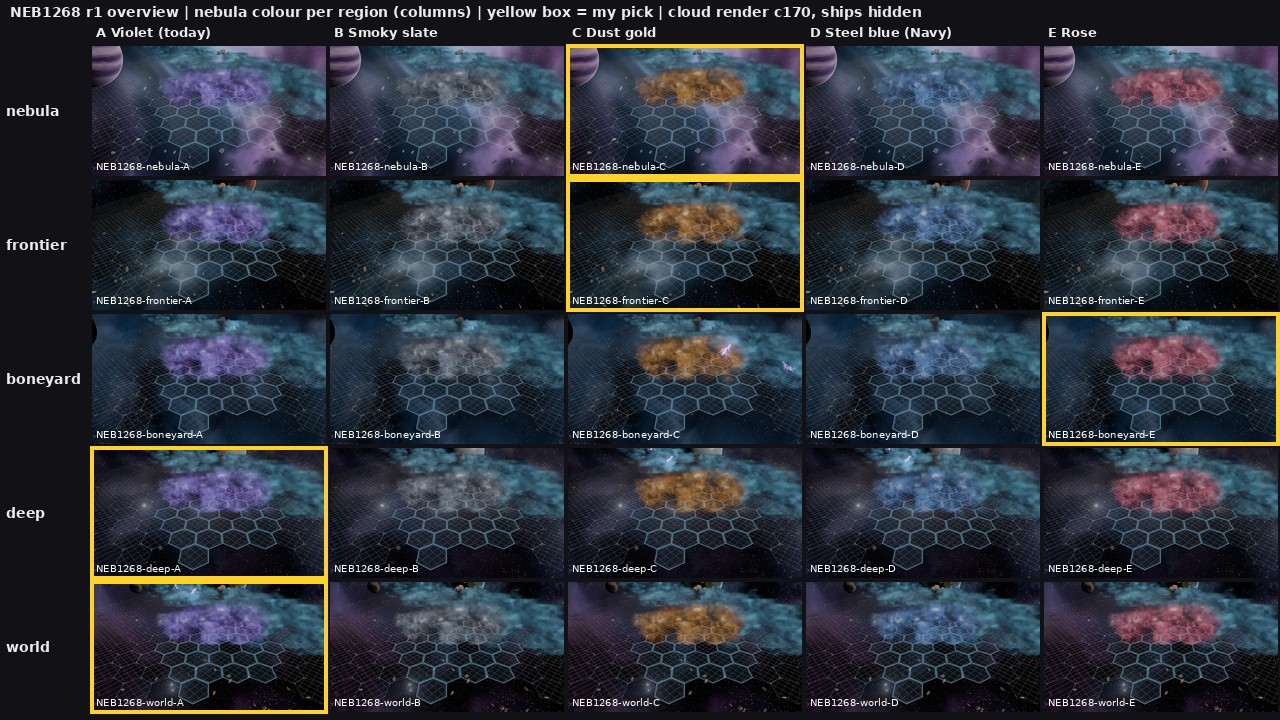 NEB1268 r1 overview | nebula colour per region (columns) | yellow box = my pick | cloud render c170, ships hidden
A Violet (today) B Smoky slate C Dust gold D Steel blue (Navy) E Rose
nebula
NEB1268-nebula-A NEB1268-nebula-B NEB1268-nebula-C NEB1268-nebula-D NEB1268-nebula-E
frontier
NEB1268-frontier-A NEB1268-frontier-B NEB1268-frontier-C NEB1268-frontier-D NEB1268-frontier-E
boneyard
NEB1268-boneyard-A NEB1268-boneyard-B NEB1268-boneyard-C NEB1268-boneyard-D NEB1268-boneyard-E
deep
NEB1268-deep-A NEB1268-deep-B NEB1268-deep-C NEB1268-deep-D NEB1268-deep-E
world
NEB1268-world-A NEB1268-world-B NEB1268-world-C NEB1268-world-D NEB1268-world-E